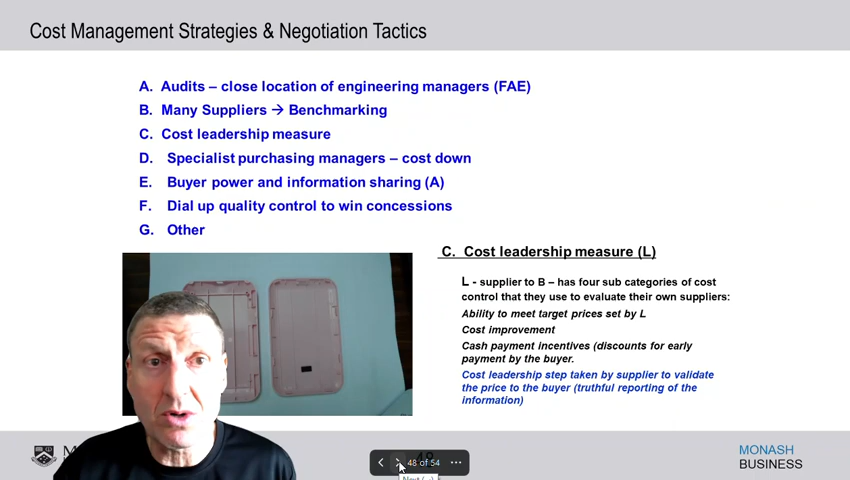 Cost Management Strategies & Negotiation Tactics
A. Audits – close location of engineering managers (FAE)
B. Many Suppliers → Benchmarking
C. Cost leadership measure
D. Specialist purchasing managers – cost down
E. Buyer power and information sharing (A)
F. Dial up quality control to win concessions
G. Other
C. Cost leadership measure (L)
L - supplier to B – has four sub categories of cost
control that they use to evaluate their own suppliers:
Ability to meet target prices set by L
Cost improvement
Cash payment incentives (discounts for early
payment by the buyer.
Cost leadership step taken by supplier to validate
the price to the buyer (truthful reporting of the
information)
48 of 54
MONASH
BUSINESS